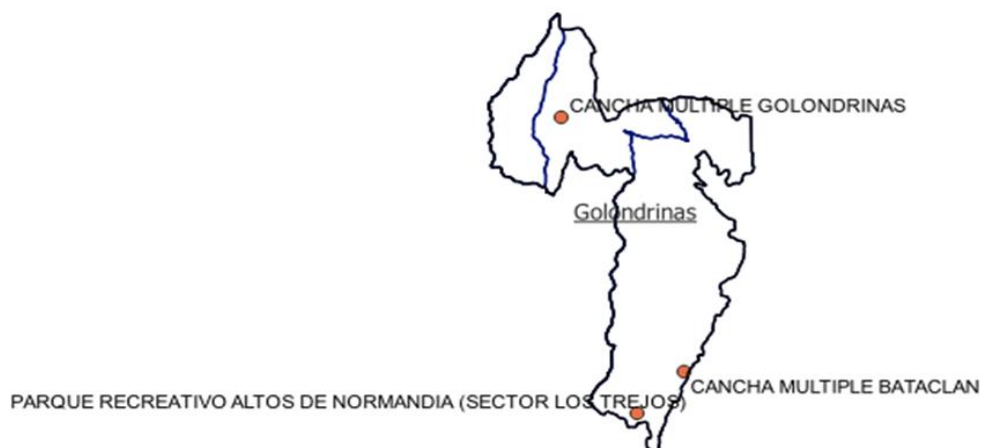 CANCHA MULTIPLE GOLONDRINAS
Golondrinas
CANCHA MULTIPLE BATACLAN
PARQUE RECREATIVO ALTOS DE NORMANDIA (SECTOR LOS TREJOS)